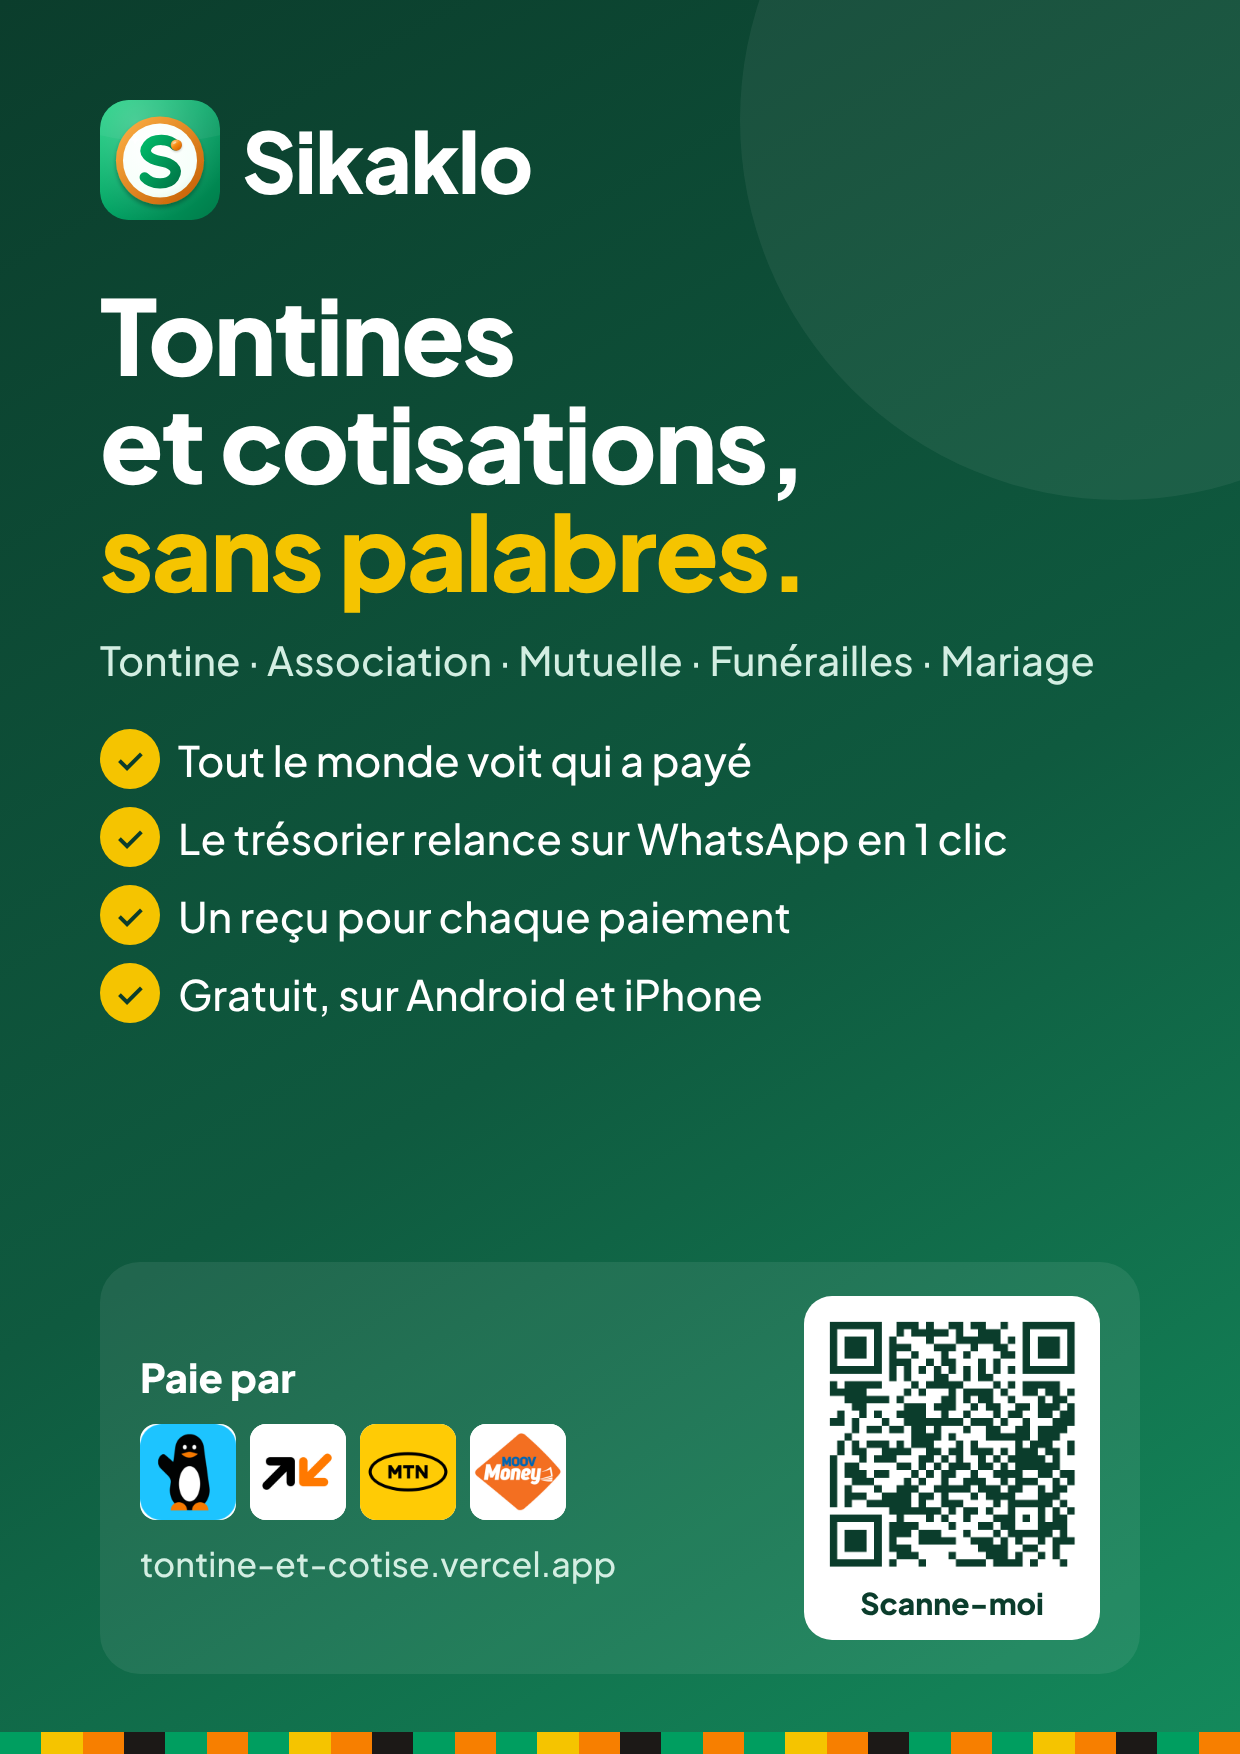 Sikaklo
Tontines
et cotisations,
sans palabres.
Tontine · Association · Mutuelle · Funérailles · Mariage
Tout le monde voit qui a payé
Le trésorier relance sur WhatsApp en 1 clic
Un reçu pour chaque paiement
Gratuit, sur Android et iPhone
Paie par
MTN
MOOV
Money
tontine-et-cotise.vercel.app
Scanne-moi